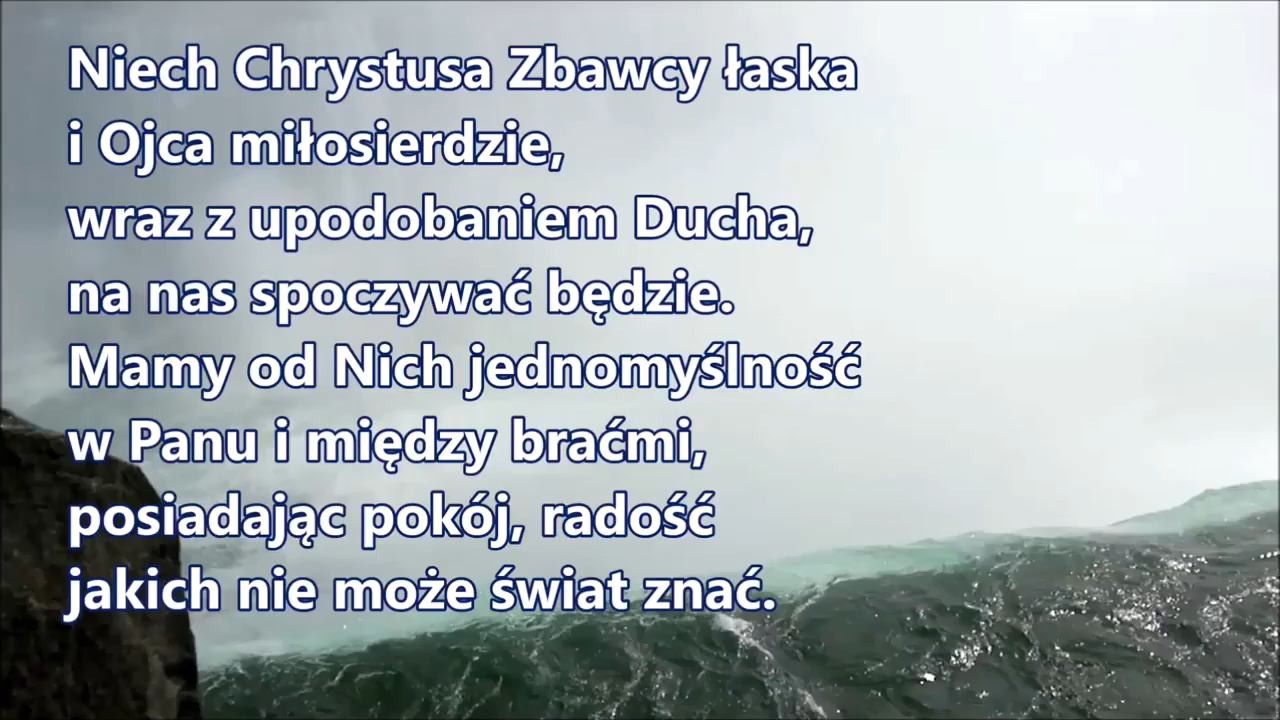 Niech Chrystusa Zbawcy łaska
i Ojca miłosierdzie,
wraz z upodobaniem Ducha,
na nas spoczywać będzie.
Mamy od Nich jednomyślność
w Panu i między braćmi,
posiadając pokój, radość
jakich nie może świat znać.